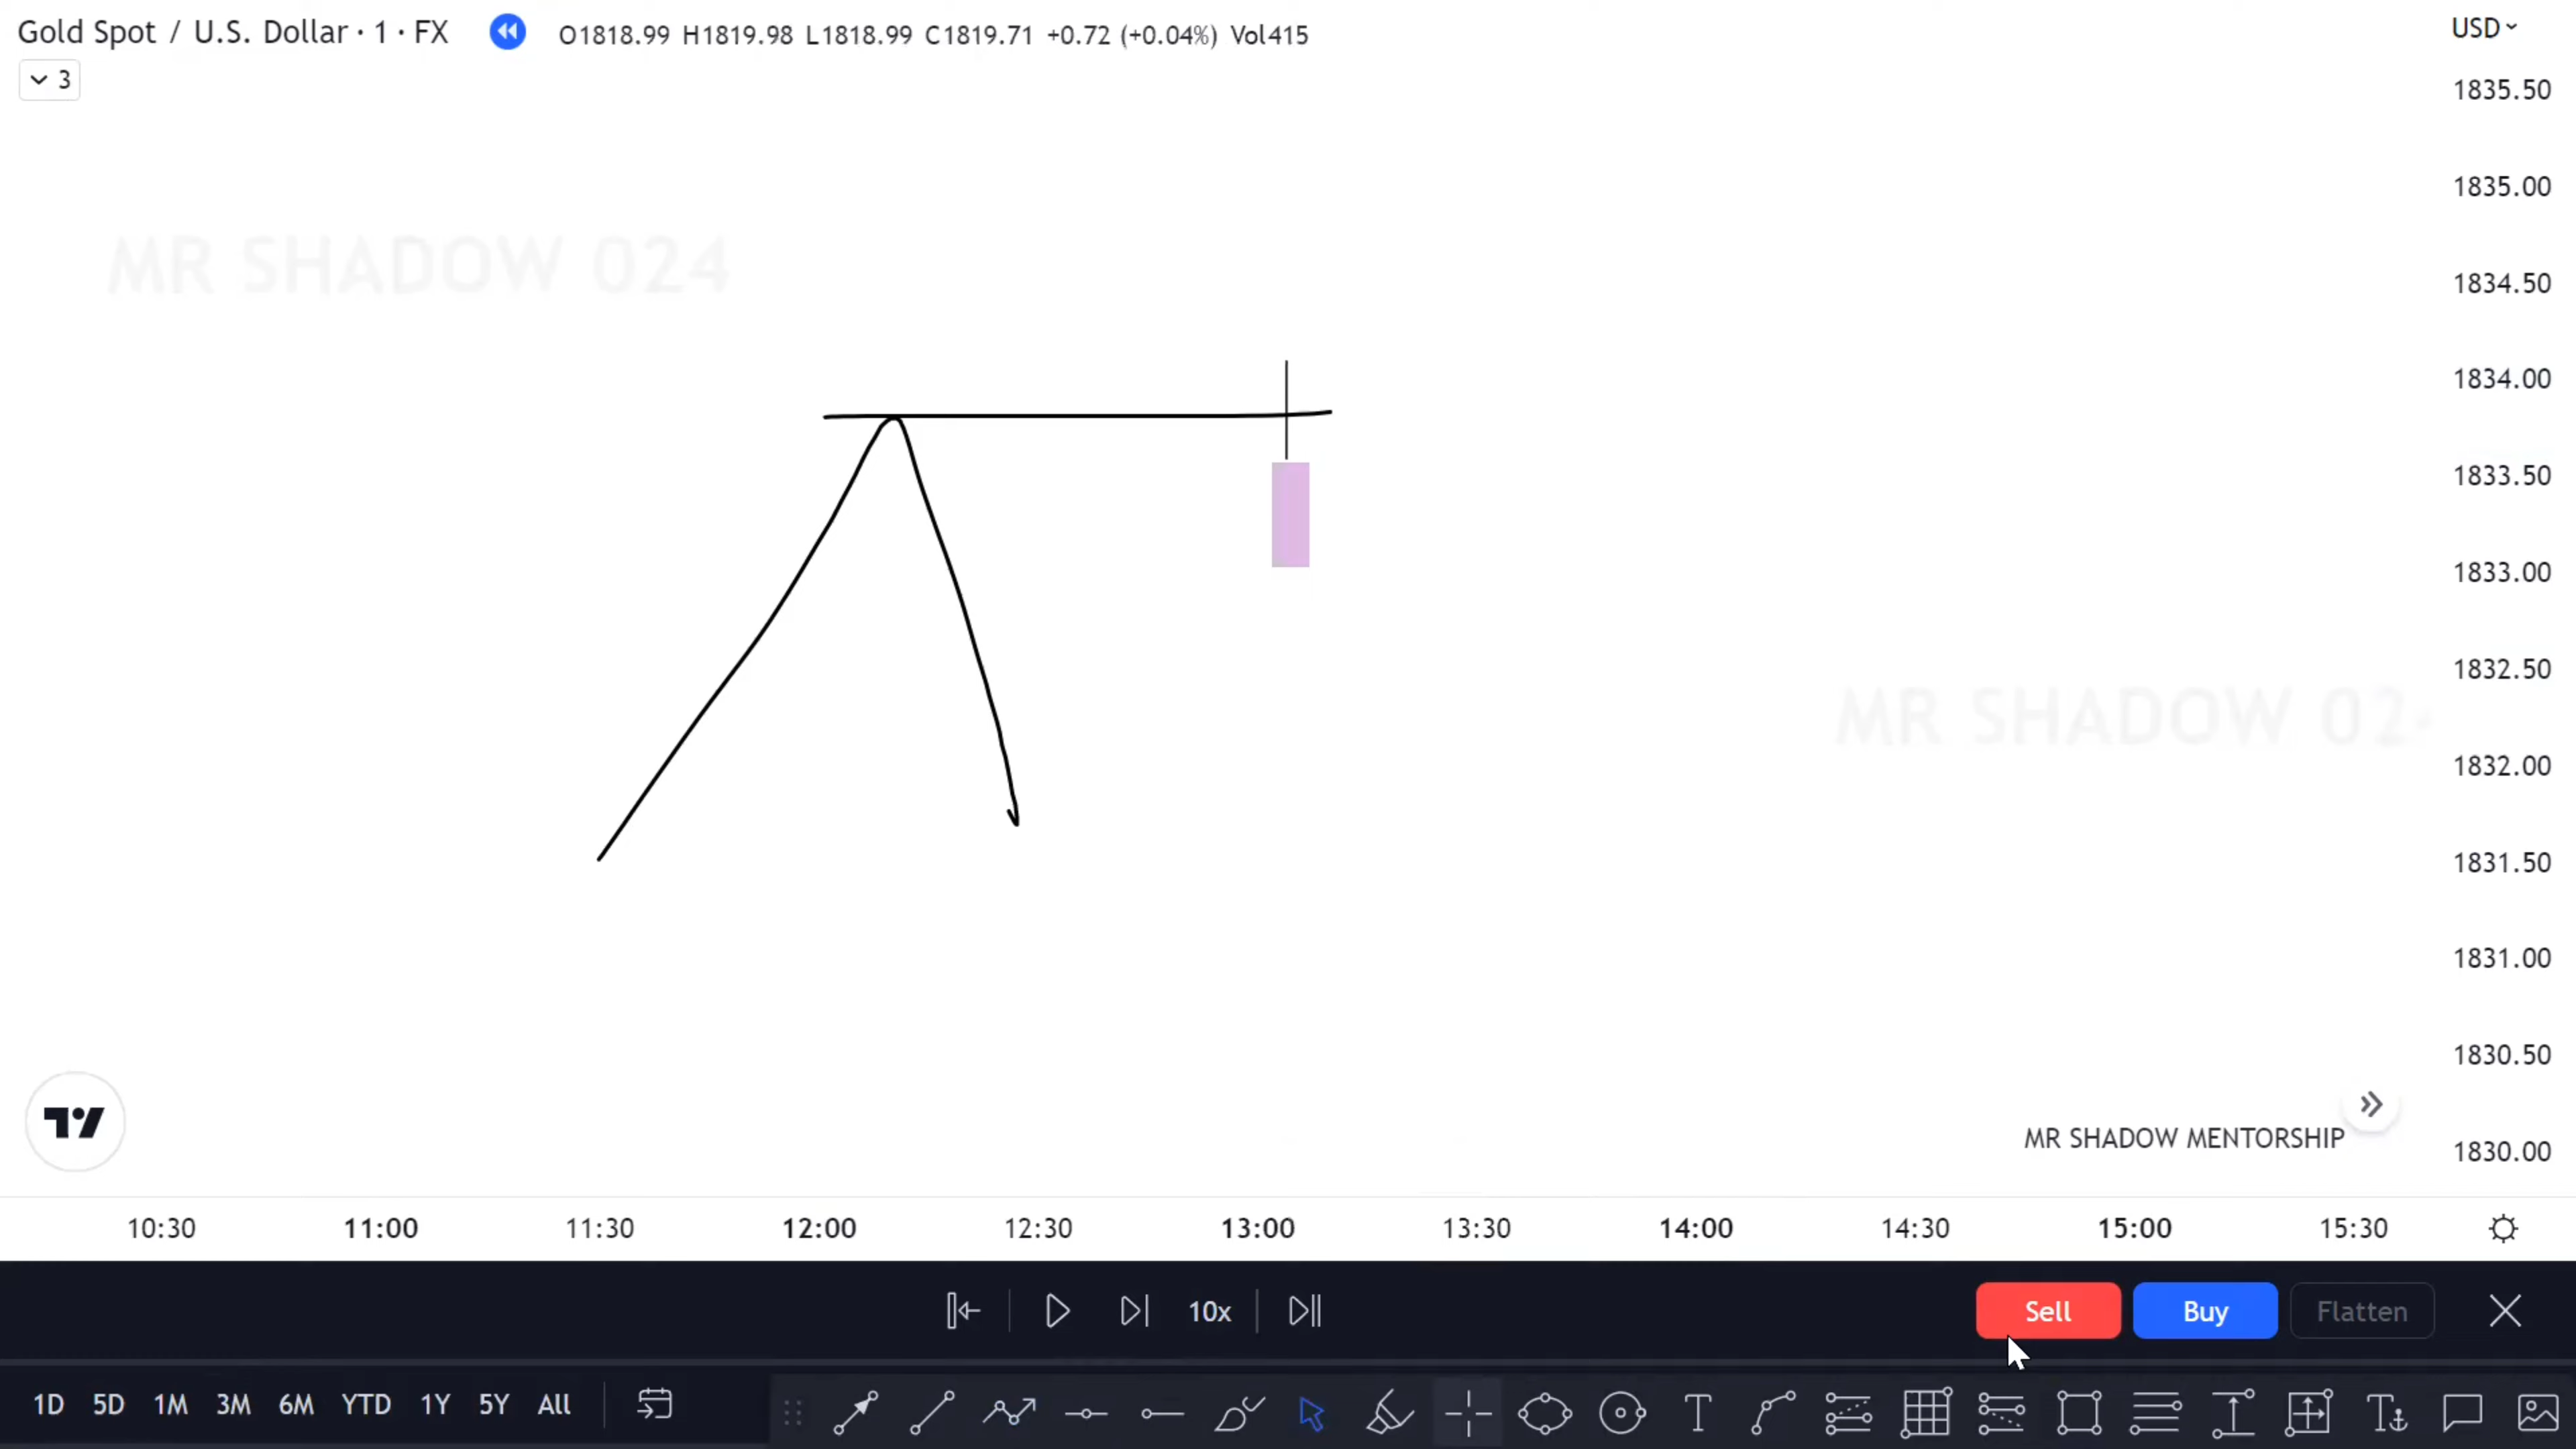 Gold Spot / U.S. Dollar · 1 · FX O1818.99 H1819.98 L1818.99 C1819.71 +0.72 (+0.04%) Vol415
USD
3
1835.50
1835.00
MR SHADOW 024
1834.50
1834.00
1833.50
1833.00
1832.50
MR SHADOW 024
1832.00
1831.50
1831.00
1830.50
MR SHADOW MENTORSHIP
1830.00
10:30 11:00 11:30 12:00 12:30 13:00 13:30 14:00 14:30 15:00 15:30
10x Sell Buy Flatten
1D 5D 1M 3M 6M YTD 1Y 5Y All